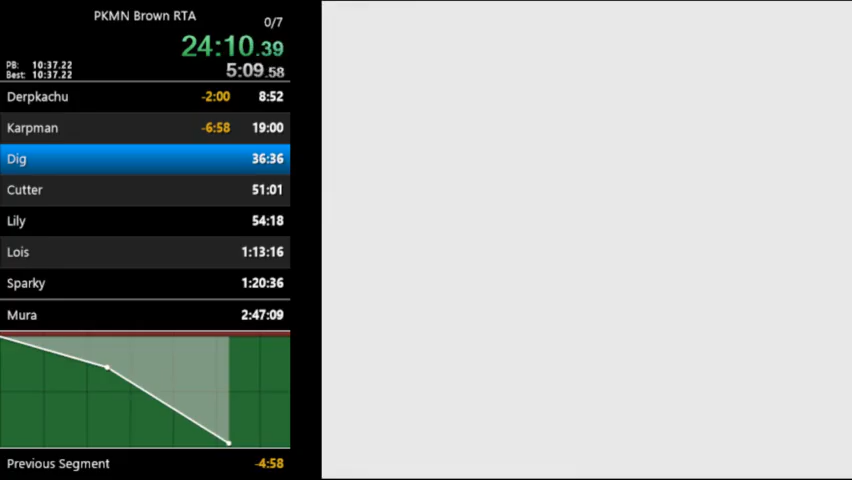 PKMN Brown RTA
0/7
24:10.39
PB: 10:37.22
Best: 10:37.22
5:09.58
Derpkachu -2:00 8:52
Karpman -6:58 19:00
Dig 36:36
Cutter 51:01
Lily 54:18
Lois 1:13:16
Sparky 1:20:36
Mura 2:47:09
Previous Segment -4:58